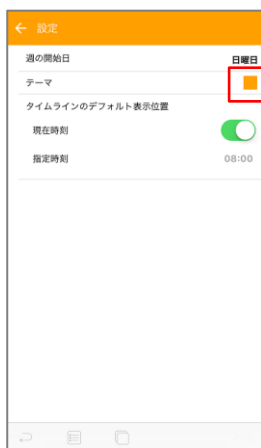 設定
週の開始日 日曜日
テーマ
タイムラインのデフォルト表示位置
現在時刻
指定時刻 08:00